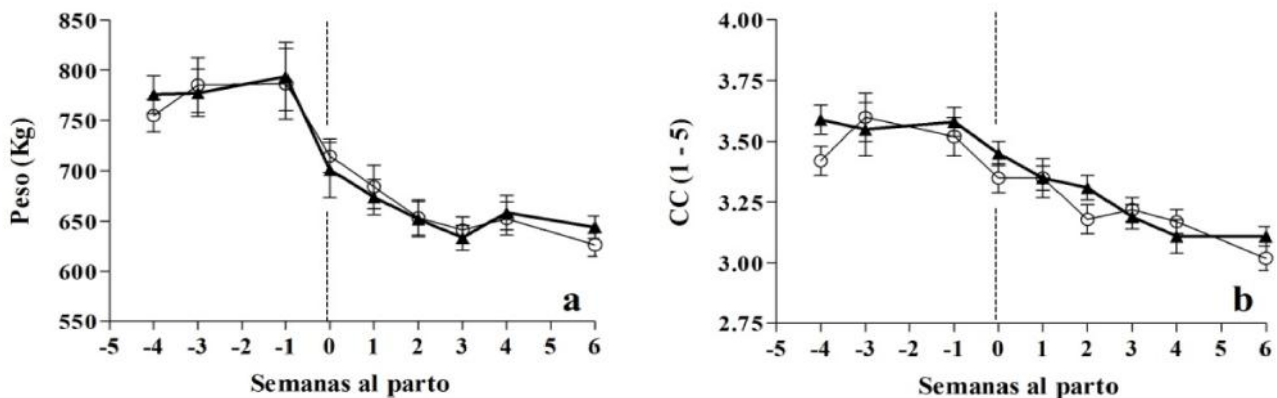 850
800
750
700
650
600
550
Peso (Kg)
-5 -4 -3 -2 -1 0 1 2 3 4 5 6
Semanas al parto
a
4.00
3.75
3.50
3.25
3.00
2.75
CC (1 - 5)
-5 -4 -3 -2 -1 0 1 2 3 4 5 6
Semanas al parto
b